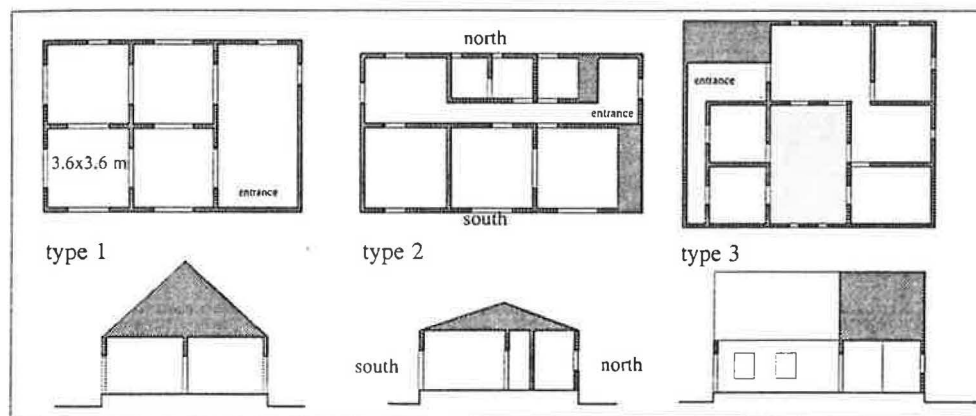 north
entrance
entrance
3.6x3.6 m
entrance
south
type 1
type 2
type 3
south
north